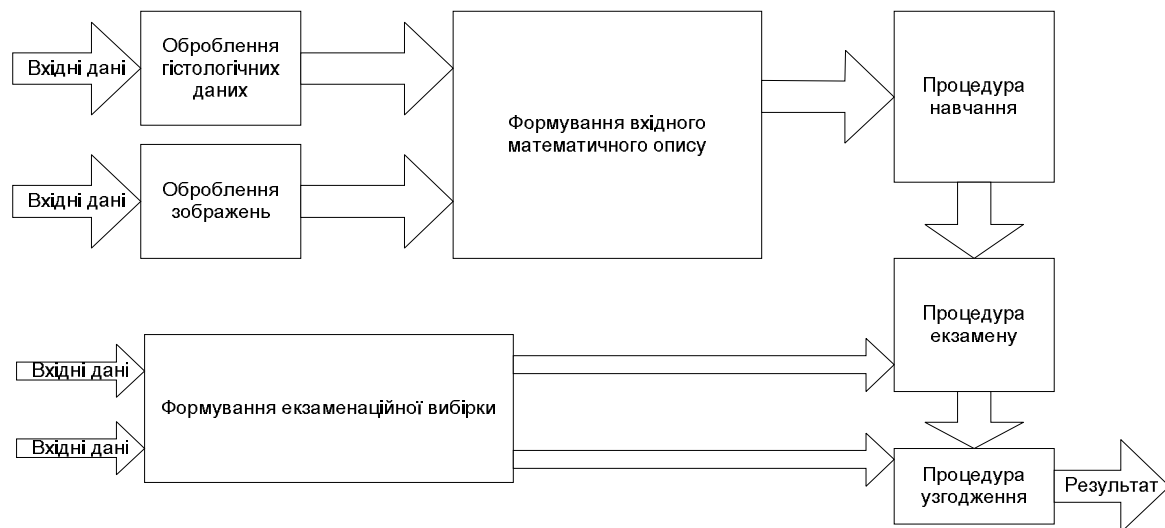 Вхідні дані
Оброблення
гістологічних
даних
Формування вхідного
математичного опису
Процедура
навчання
Вхідні дані
Оброблення
зображень
Процедура
екзамену
Вхідні дані
Формування екзаменаційної вибірки
Вхідні дані
Процедура
узгодження
Результат